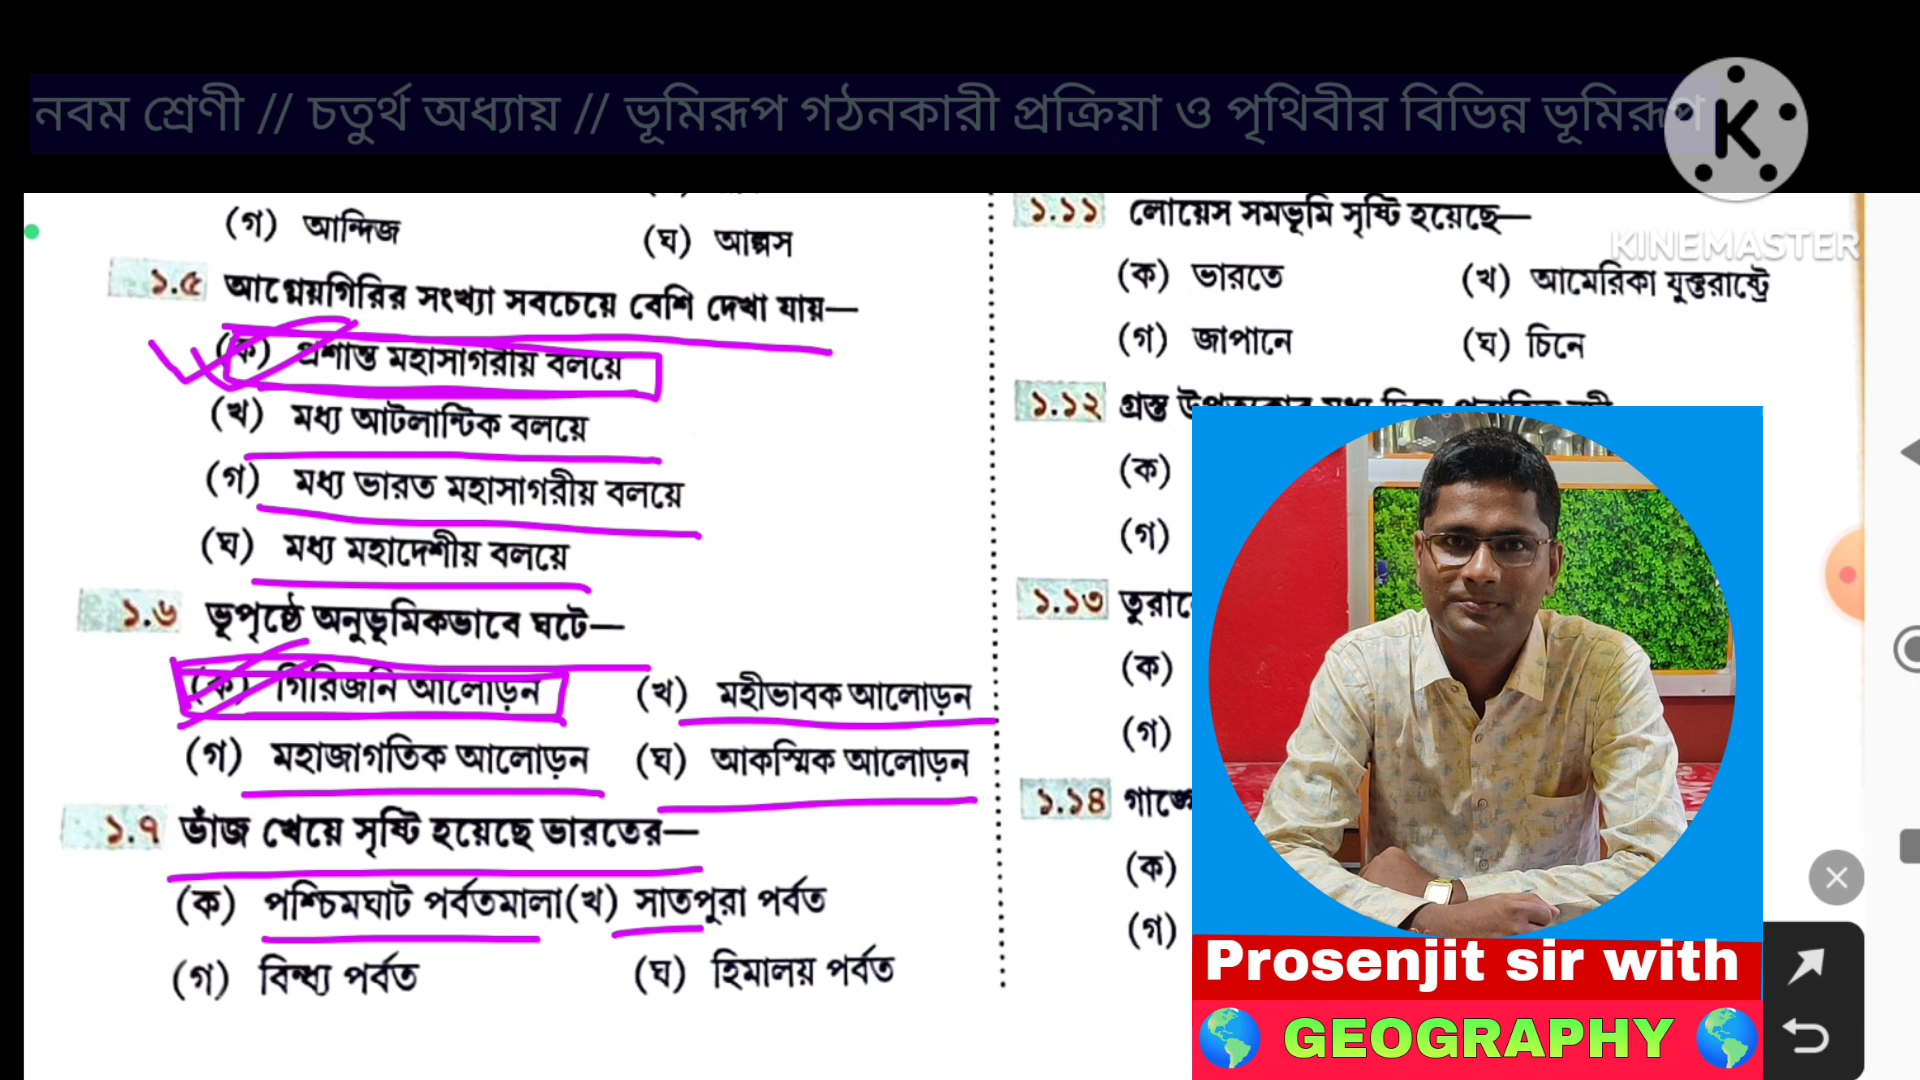 নবম শ্রেণী // চতুর্থ অধ্যায় // ভূমিরূপ গঠনকারী প্রক্রিয়া ও পৃথিবীর বিভিন্ন ভূমিরূপ
K
KINEMASTER
(গ) আন্দিজ
(ঘ) আল্পস
১.৫ আগ্নেয়গিরির সংখ্যা সবচেয়ে বেশি দেখা যায়—
(ক) প্রশান্ত মহাসাগরীয় বলয়ে
(খ) মধ্য আটলান্টিক বলয়ে
(গ) মধ্য ভারত মহাসাগরীয় বলয়ে
(ঘ) মধ্য মহাদেশীয় বলয়ে
১.৬ ভূপৃষ্ঠে অনুভূমিকভাবে ঘটে—
(ক) গিরিজনি আলোড়ন (খ) মহীভাবক আলোড়ন
(গ) মহাজাগতিক আলোড়ন (ঘ) আকস্মিক আলোড়ন
১.৭ ভাঁজ খেয়ে সৃষ্টি হয়েছে ভারতের—
(ক) পশ্চিমঘাট পর্বতমালা (খ) সাতপুরা পর্বত
(গ) বিন্ধ্য পর্বত (ঘ) হিমালয় পর্বত
১.১১ লোয়েস সমভূমি সৃষ্টি হয়েছে—
(ক) ভারতে (খ) আমেরিকা যুক্তরাষ্ট্রে
(গ) জাপানে (ঘ) চিনে
১.১২ গ্রস্ত
(ক)
(গ)
১.১৩
(ক)
(গ)
১.১৪
(ক)
(গ)
Prosenjit sir with
GEOGRAPHY